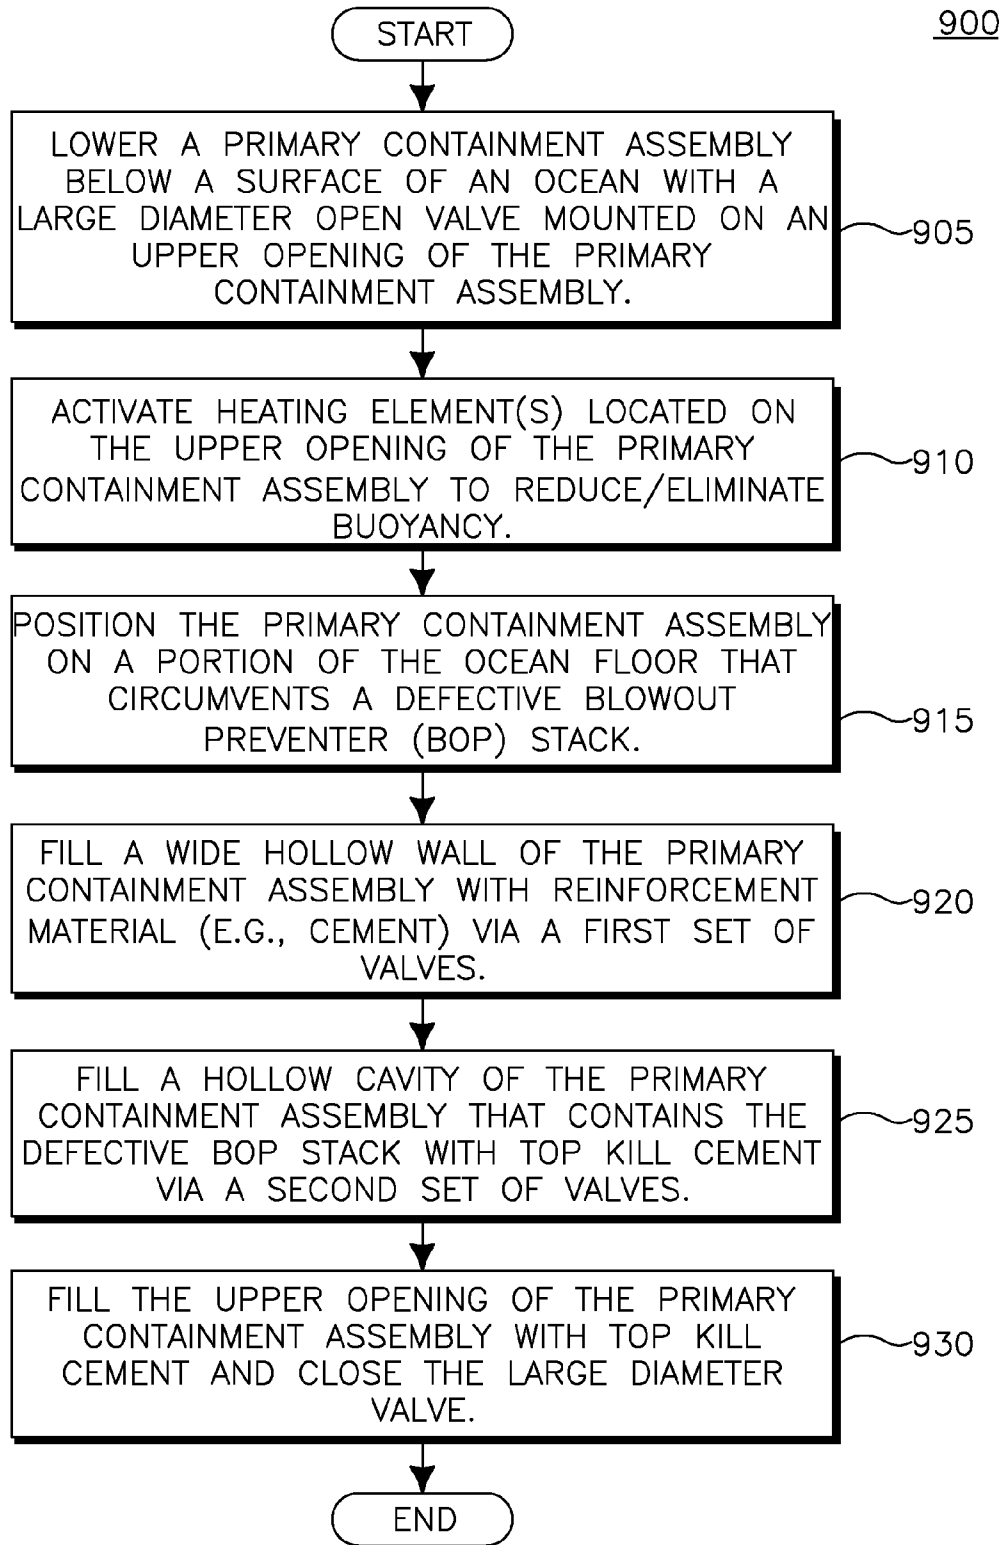 START
900
LOWER A PRIMARY CONTAINMENT ASSEMBLY
BELOW A SURFACE OF AN OCEAN WITH A
LARGE DIAMETER OPEN VALVE MOUNTED ON AN
UPPER OPENING OF THE PRIMARY
CONTAINMENT ASSEMBLY.
905
ACTIVATE HEATING ELEMENT(S) LOCATED ON
THE UPPER OPENING OF THE PRIMARY
CONTAINMENT ASSEMBLY TO REDUCE/ELIMINATE
BUOYANCY.
910
POSITION THE PRIMARY CONTAINMENT ASSEMBLY
ON A PORTION OF THE OCEAN FLOOR THAT
CIRCUMVENTS A DEFECTIVE BLOWOUT
PREVENTER (BOP) STACK.
915
FILL A WIDE HOLLOW WALL OF THE PRIMARY
CONTAINMENT ASSEMBLY WITH REINFORCEMENT
MATERIAL (E.G., CEMENT) VIA A FIRST SET OF
VALVES.
920
FILL A HOLLOW CAVITY OF THE PRIMARY
CONTAINMENT ASSEMBLY THAT CONTAINS THE
DEFECTIVE BOP STACK WITH TOP KILL CEMENT
VIA A SECOND SET OF VALVES.
925
FILL THE UPPER OPENING OF THE PRIMARY
CONTAINMENT ASSEMBLY WITH TOP KILL
CEMENT AND CLOSE THE LARGE DIAMETER
VALVE.
930
END